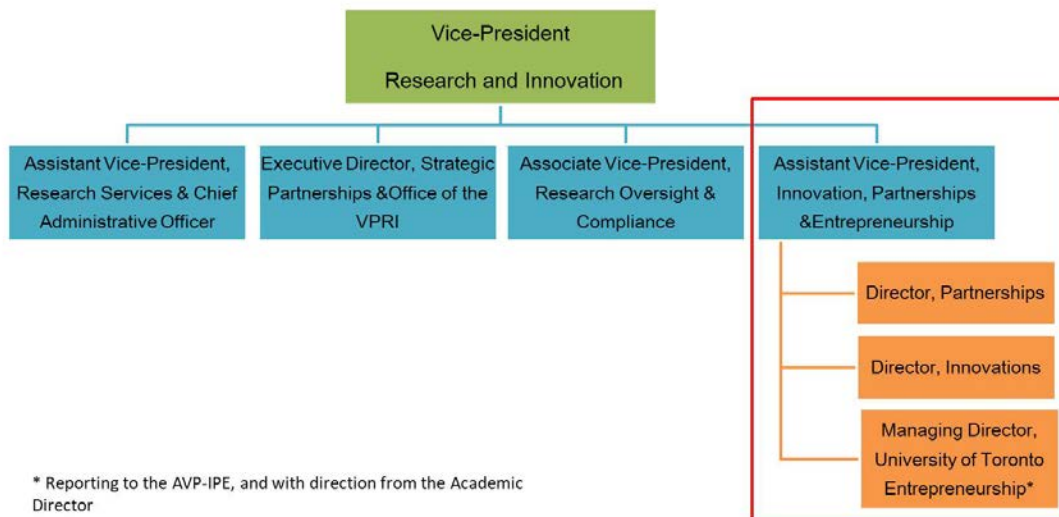 Vice-President
Research and Innovation
Assistant Vice-President,
Research Services & Chief
Administrative Officer
Executive Director, Strategic
Partnerships &Office of the
VPRI
Associate Vice-President,
Research Oversight &
Compliance
Assistant Vice-President,
Innovation, Partnerships
&Entrepreneurship
Director, Partnerships
Director, Innovations
Managing Director,
University of Toronto
Entrepreneurship*
* Reporting to the AVP-IPE, and with direction from the Academic
Director